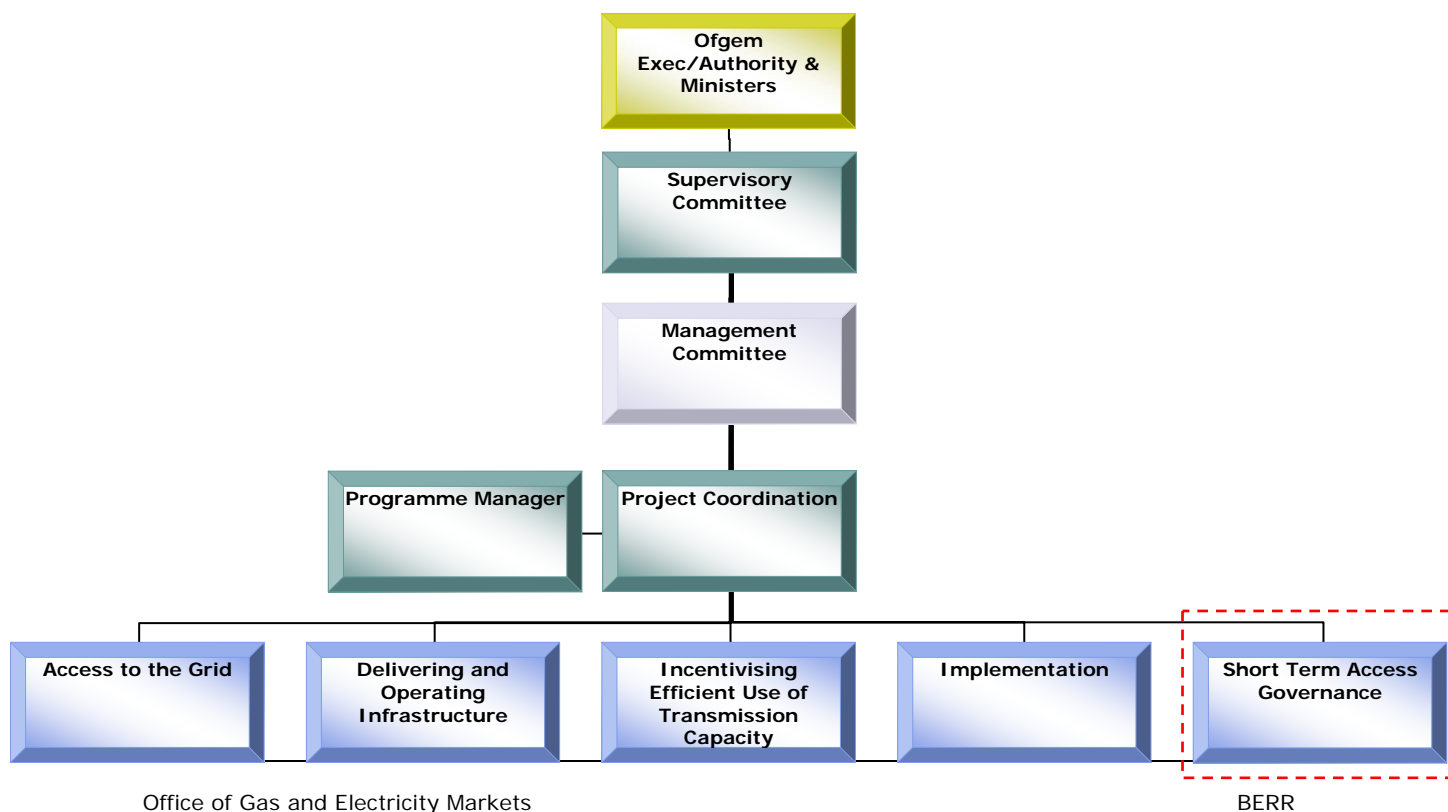 Ofgem
Exec/Authority &
Ministers
Supervisory
Committee
Management
Committee
Programme Manager
Project Coordination
Access to the Grid
Delivering and
Operating
Infrastructure
Incentivising
Efficient Use of
Transmission
Capacity
Implementation
Short Term Access
Governance
Office of Gas and Electricity Markets
BERR